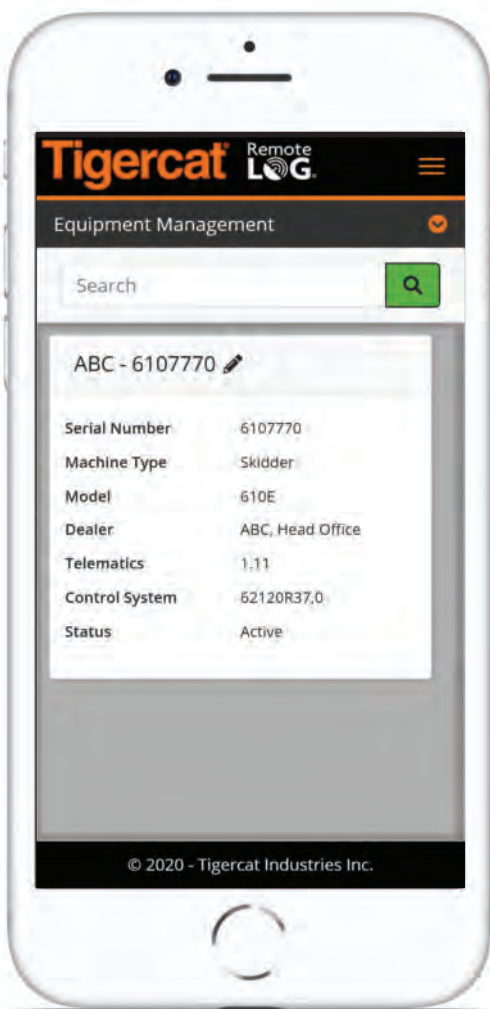 Tigercat Remote LOG
Equipment Management
Search
ABC - 6107770
Serial Number 6107770
Machine Type Skidder
Model 610E
Dealer ABC, Head Office
Telematics 1.11
Control System 62120R37.0
Status Active
© 2020 - Tigercat Industries Inc.